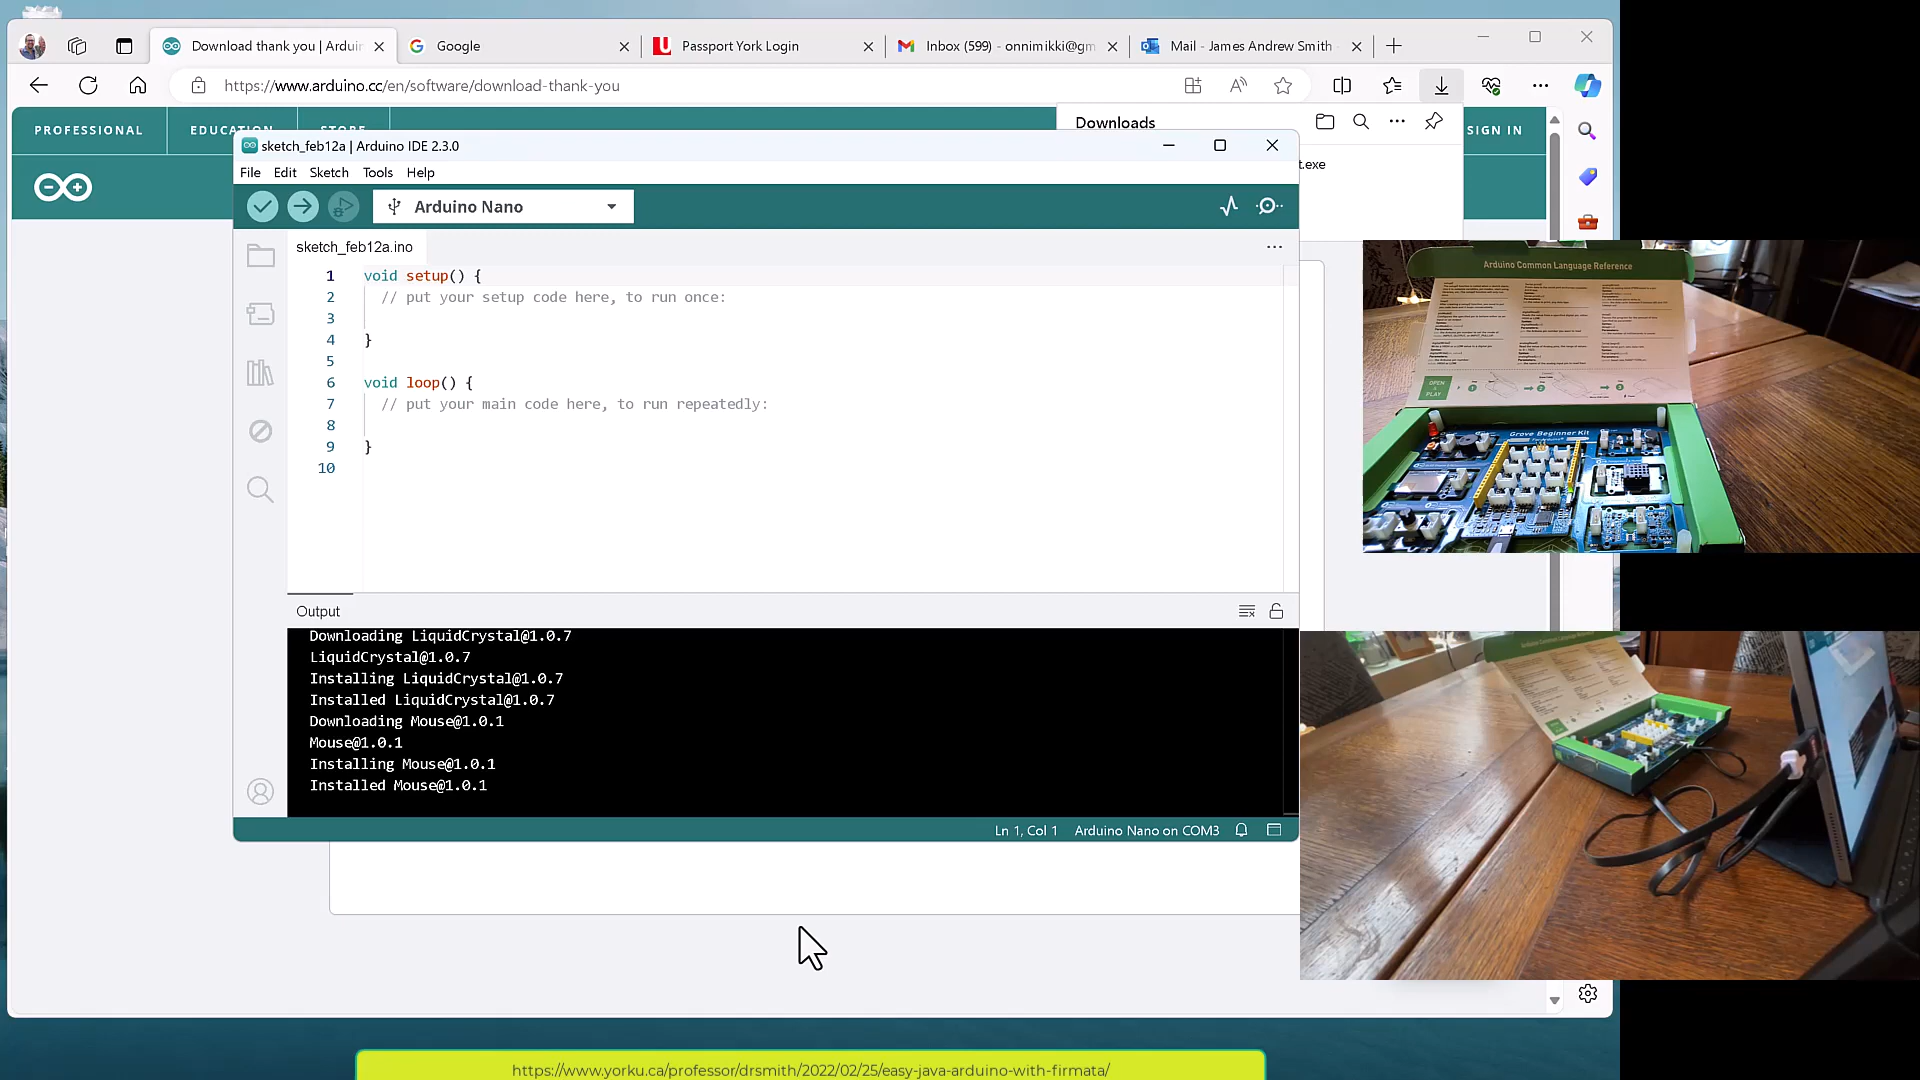 Download thank you | Ardui
Google
Passport York Login
Inbox (599) - onnimikki@gm
Mail - James Andrew Smith
https://www.arduino.cc/en/software/download-thank-you
PROFESSIONAL
EDUCATION
STORE
Downloads
SIGN IN
t.exe
sketch_feb12a | Arduino IDE 2.3.0
File Edit Sketch Tools Help
Arduino Nano
sketch_feb12a.ino
1 void setup() {
2 // put your setup code here, to run once:
3
4 }
5
6 void loop() {
7 // put your main code here, to run repeatedly:
8
9 }
10
Output
Downloading LiquidCrystal@1.0.7
LiquidCrystal@1.0.7
Installing LiquidCrystal@1.0.7
Installed LiquidCrystal@1.0.7
Downloading Mouse@1.0.1
Mouse@1.0.1
Installing Mouse@1.0.1
Installed Mouse@1.0.1
Ln 1, Col 1 Arduino Nano on COM3
Arduino Common Language Reference
OPEN
PLAY
Grove Beginner Kit
For Arduino
https://www.yorku.ca/professor/drsmith/2022/02/25/easy-java-arduino-with-firmata/